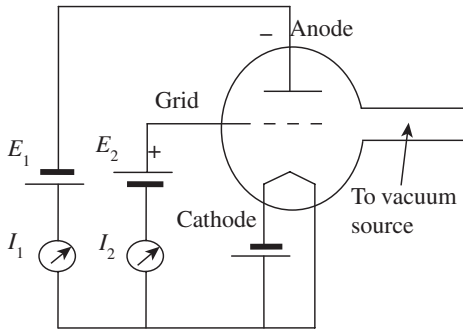 − Anode
Grid
E1
E2
+
Cathode
To vacuum
source
I1
I2